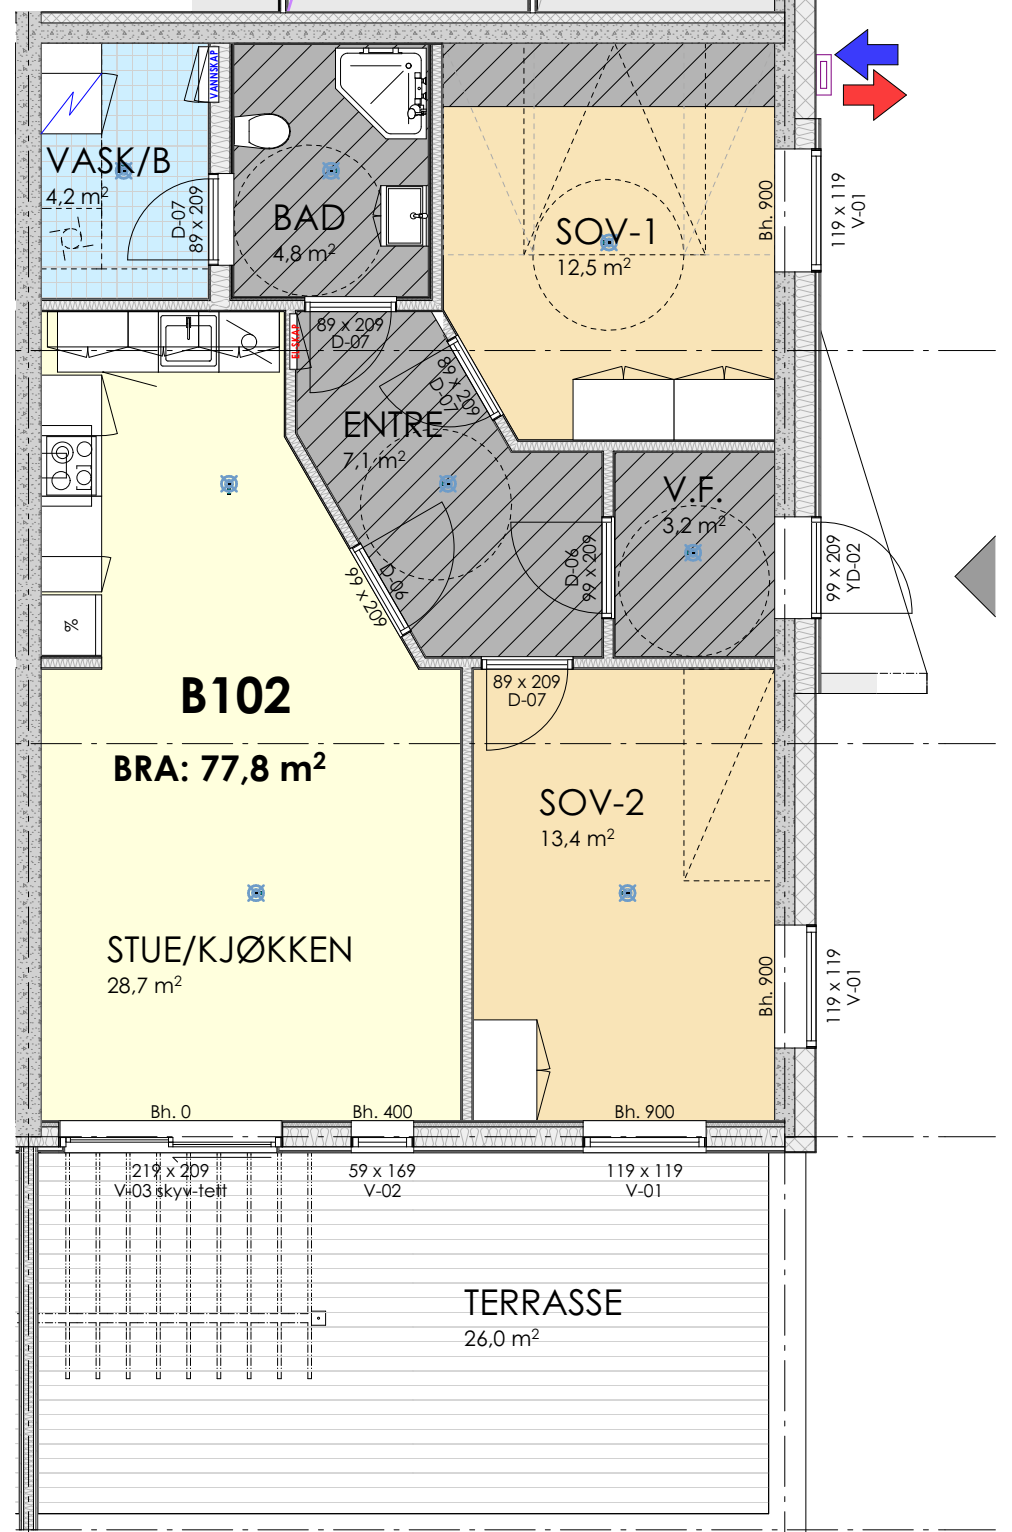 VANNSKAP
VASK/B
4,2 m²
D-07
89 x 209
BAD
4,8 m²
SOV-1
12,5 m²
Bh. 900
119 x 119
V-01
EI SKAP
89 x 209
D-07
89 x 209
D-07
ENTRE
7,1 m²
V.F.
3,2 m²
D-06
99 x 209
D-06
99 x 209
99 x 209
YD-02
%
B102
BRA: 77,8 m²
89 x 209
D-07
SOV-2
13,4 m²
STUE/KJØKKEN
28,7 m²
Bh. 900
119 x 119
V-01
Bh. 0
Bh. 400
Bh. 900
219 x 209
V-03 skyv-tett
59 x 169
V-02
119 x 119
V-01
TERRASSE
26,0 m²